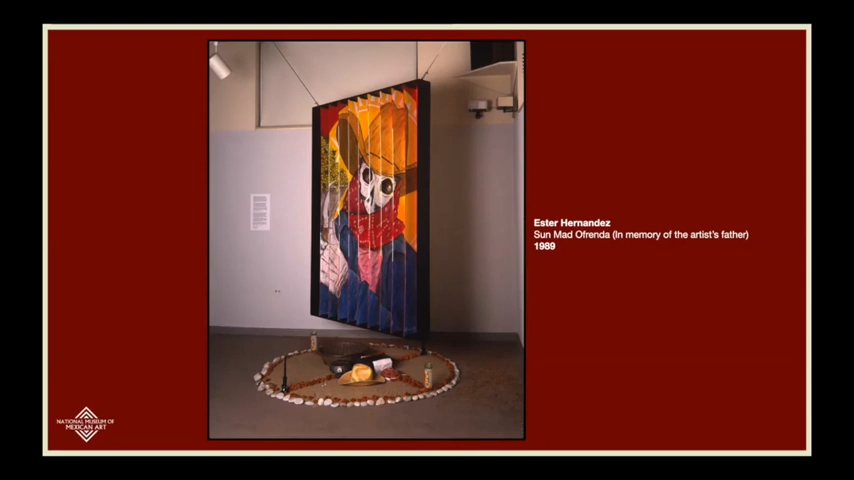 Ester Hernandez
Sun Mad Ofrenda (In memory of the artist's father)
1989
NATIONAL MUSEUM OF
MEXICAN ART